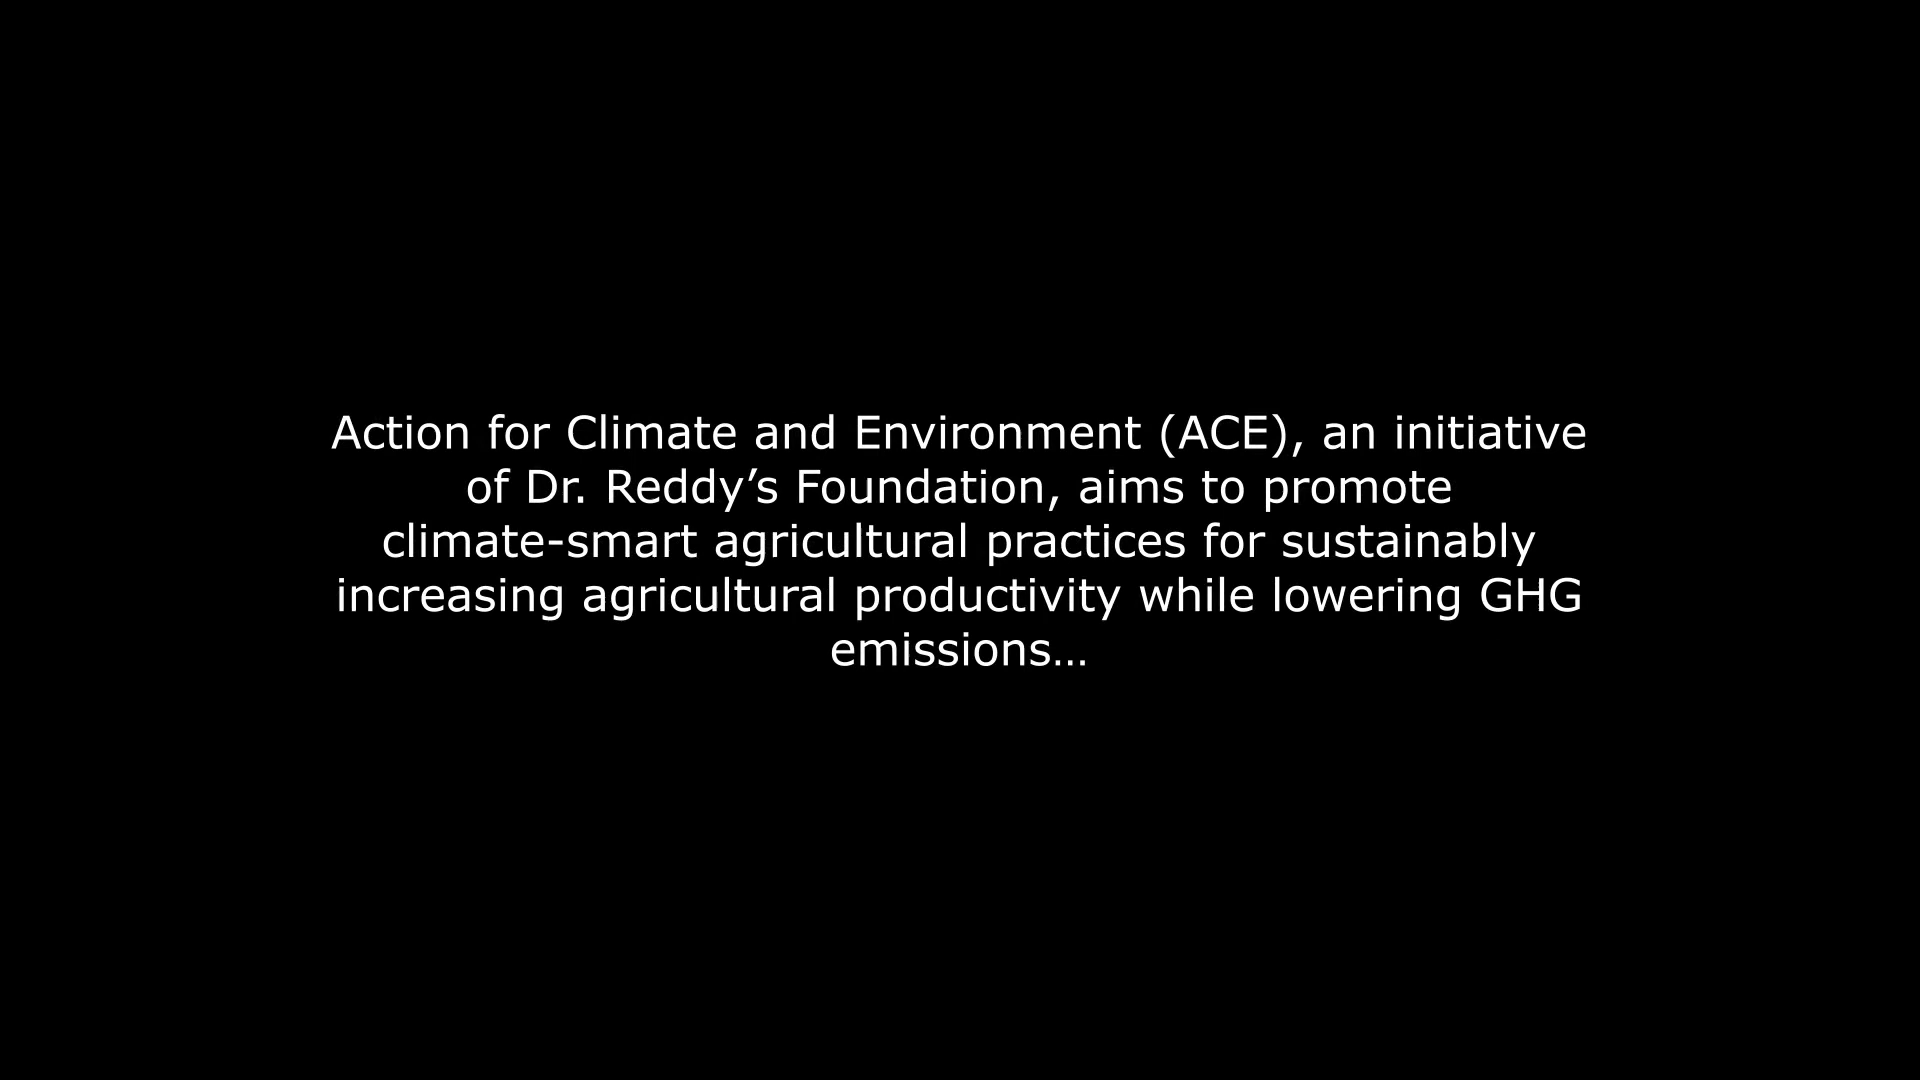 Action for Climate and Environment (ACE), an initiative
of Dr. Reddy’s Foundation, aims to promote
climate-smart agricultural practices for sustainably
increasing agricultural productivity while lowering GHG
emissions…